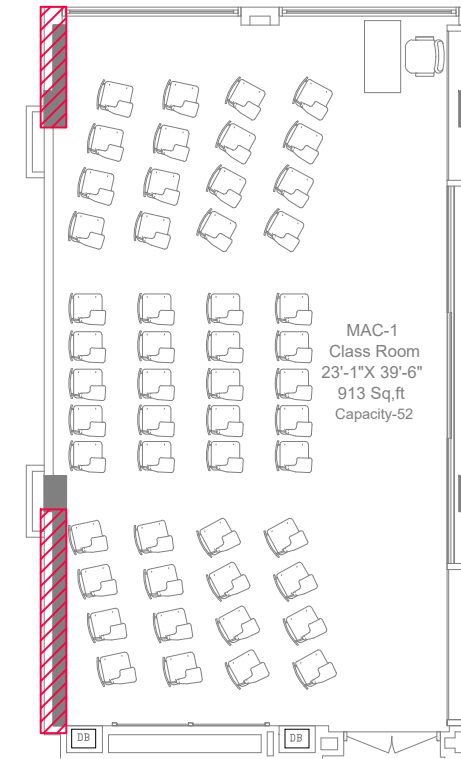 MAC-1
Class Room
23'-1"X 39'-6"
913 Sq,ft
Capacity-52
DB
DB